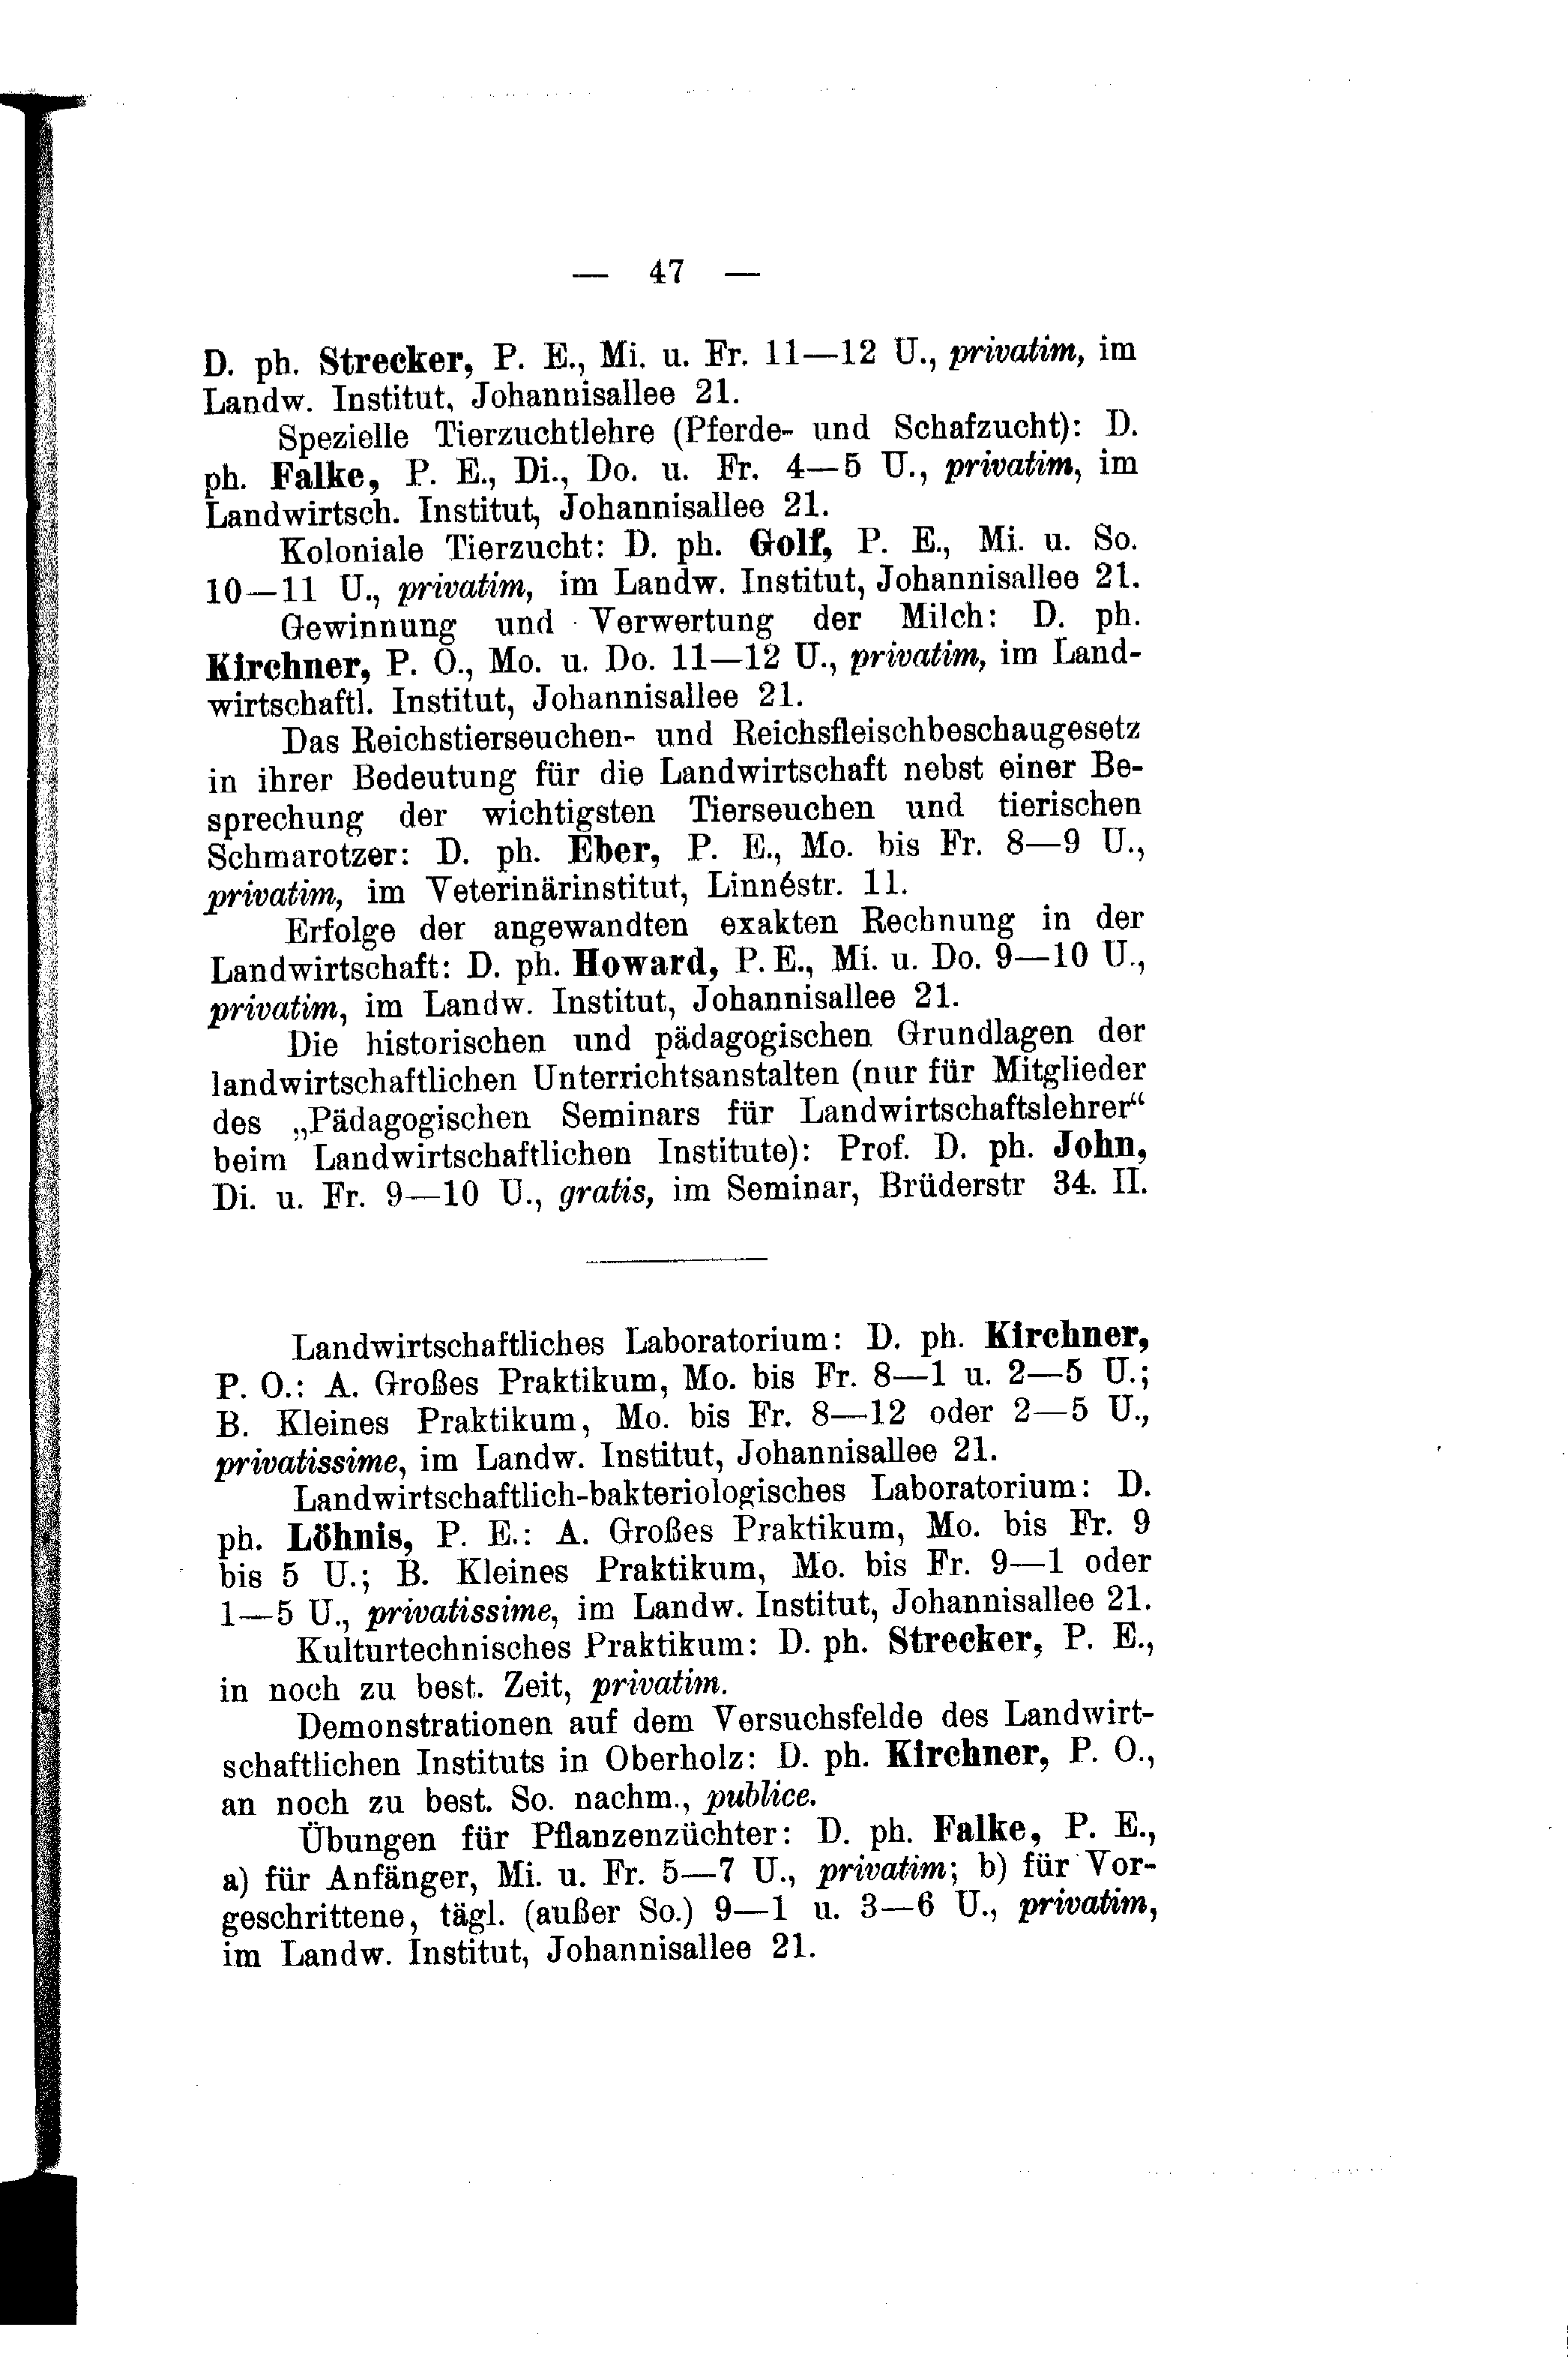 — 47 —
D. ph. Strecker, P. E., Mi. u. Fr. 11—12 U., privatim, im
Landw. Institut, Johannisallee 21.
Spezielle Tierzuchtlehre (Pferde- und Schafzucht): D.
ph. Falke, P. E., Di., Do. u. Fr. 4—5 U., privatim, im
Landwirtsch. Institut, Johannisallee 21.
Koloniale Tierzucht: D. ph. Golf, P. E., Mi. u. So.
10—11 U., privatim, im Landw. Institut, Johannisallee 21.
Gewinnung und Verwertung der Milch: D. ph.
Kirchner, P. O., Mo. u. Do. 11—12 U., privatim, im Land-
wirtschaftl. Institut, Johannisallee 21.
Das Reichstierseuchen- und Reichsfleischbeschaugesetz
in ihrer Bedeutung für die Landwirtschaft nebst einer Be-
sprechung der wichtigsten Tierseuchen und tierischen
Schmarotzer: D. ph. Eber, P. E., Mo. bis Fr. 8—9 U.,
privatim, im Veterinärinstitut, Linnéstr. 11.
Erfolge der angewandten exakten Rechnung in der
Landwirtschaft: D. ph. Howard, P. E., Mi. u. Do. 9—10 U.,
privatim, im Landw. Institut, Johannisallee 21.
Die historischen und pädagogischen Grundlagen der
landwirtschaftlichen Unterrichtsanstalten (nur für Mitglieder
des „Pädagogischen Seminars für Landwirtschaftslehrer“
beim Landwirtschaftlichen Institute): Prof. D. ph. John,
Di. u. Fr. 9—10 U., gratis, im Seminar, Brüderstr 34. II.
Landwirtschaftliches Laboratorium: D. ph. Kirchner,
P. O.: A. Großes Praktikum, Mo. bis Fr. 8—1 u. 2—5 U.;
B. Kleines Praktikum, Mo. bis Fr. 8—12 oder 2—5 U.,
privatissime, im Landw. Institut, Johannisallee 21.
Landwirtschaftlich-bakteriologisches Laboratorium: D.
ph. Löhnis, P. E.: A. Großes Praktikum, Mo. bis Fr. 9
bis 5 U.; B. Kleines Praktikum, Mo. bis Fr. 9—1 oder
1—5 U., privatissime, im Landw. Institut, Johannisallee 21.
Kulturtechnisches Praktikum: D. ph. Strecker, P. E.,
in noch zu best. Zeit, privatim.
Demonstrationen auf dem Versuchsfelde des Landwirt-
schaftlichen Instituts in Oberholz: D. ph. Kirchner, P. O.,
an noch zu best. So. nachm., publice.
Übungen für Pflanzenzüchter: D. ph. Falke, P. E.,
a) für Anfänger, Mi. u. Fr. 5—7 U., privatim; b) für Vor-
geschrittene, tägl. (außer So.) 9—1 u. 3—6 U., privatim,
im Landw. Institut, Johannisallee 21.